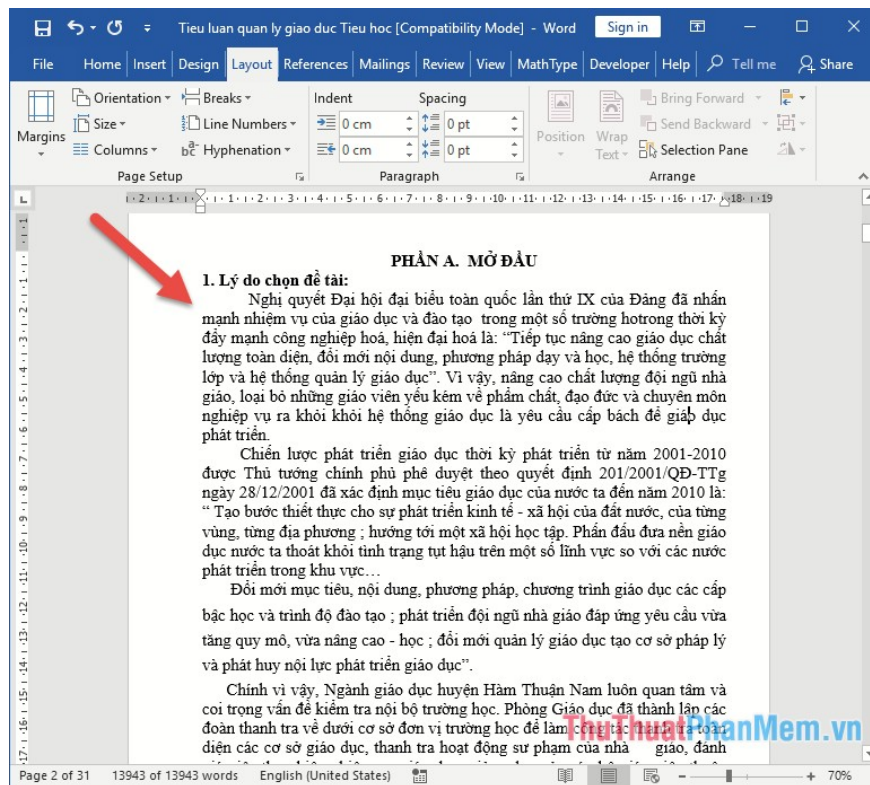 Tieu luan quan ly giao duc Tieu hoc [Compatibility Mode] - Word Sign in
File Home Insert Design Layout References Mailings Review View MathType Developer Help Tell me Share
Orientation Breaks Indent Spacing Bring Forward
Margins Size Line Numbers 0 cm 0 pt Position Wrap Text Send Backward
Columns Hyphenation 0 cm 0 pt Selection Pane
Page Setup Paragraph Arrange
PHẦN A. MỞ ĐẦU
1. Lý do chọn đề tài:
Nghị quyết Đại hội đại biểu toàn quốc lần thứ IX của Đảng đã nhấn
mạnh nhiệm vụ của giáo dục và đào tạo trong một số trường hotrong thời kỳ
đẩy mạnh công nghiệp hoá, hiện đại hoá là: “Tiếp tục nâng cao giáo dục chất
lượng toàn diện, đổi mới nội dung, phương pháp dạy và học, hệ thống trường
lớp và hệ thống quản lý giáo dục”. Vì vậy, nâng cao chất lượng đội ngũ nhà
giáo, loại bỏ những giáo viên yếu kém về phẩm chất, đạo đức và chuyên môn
nghiệp vụ ra khỏi khỏi hệ thống giáo dục là yêu cầu cấp bách để giáp dục
phát triển.
Chiến lược phát triển giáo dục thời kỳ phát triển từ năm 2001-2010
được Thủ tướng chính phủ phê duyệt theo quyết định 201/2001/QĐ-TTg
ngày 28/12/2001 đã xác định mục tiêu giáo dục của nước ta đến năm 2010 là:
“ Tạo bước thiết thực cho sự phát triển kinh tế - xã hội của đất nước, của từng
vùng, từng địa phương ; hướng tới một xã hội học tập. Phấn đấu đưa nền giáo
dục nước ta thoát khỏi tình trạng tụt hậu trên một số lĩnh vực so với các nước
phát triển trong khu vực…
Đổi mới mục tiêu, nội dung, phương pháp, chương trình giáo dục các cấp
bậc học và trình độ đào tạo ; phát triển đội ngũ nhà giáo đáp ứng yêu cầu vừa
tăng quy mô, vừa nâng cao - học ; đổi mới quản lý giáo dục tạo cơ sở pháp lý
và phát huy nội lực phát triển giáo dục”.
Chính vì vậy, Ngành giáo dục huyện Hàm Thuận Nam luôn quan tâm và
coi trọng vấn đề kiểm tra nội bộ trường học. Phòng Giáo dục đã thành lập các
đoàn thanh tra về dưới cơ sở đơn vị trường học để làm công tác thanh tra toàn
diện các cơ sở giáo dục, thanh tra hoạt động sư phạm của nhà giáo, đánh
ThuThuatPhanMem.vn
Page 2 of 31 13943 of 13943 words English (United States) 70%